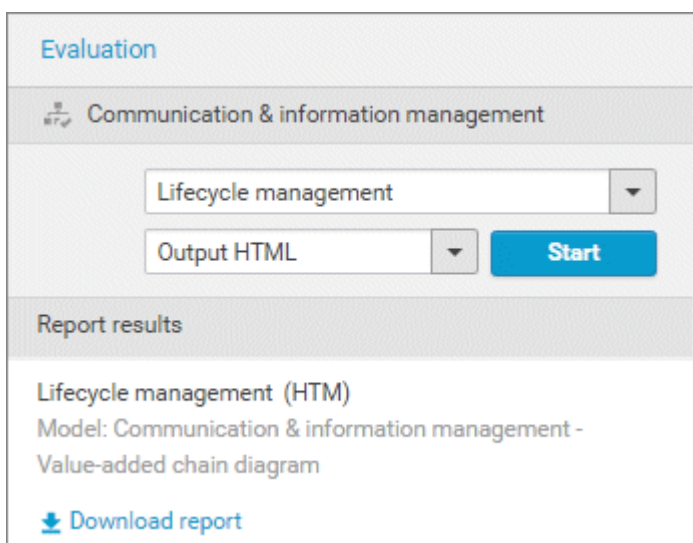 Evaluation
Communication & information management
Lifecycle management
Output HTML
Start
Report results
Lifecycle management (HTM)
Model: Communication & information management -
Value-added chain diagram
Download report